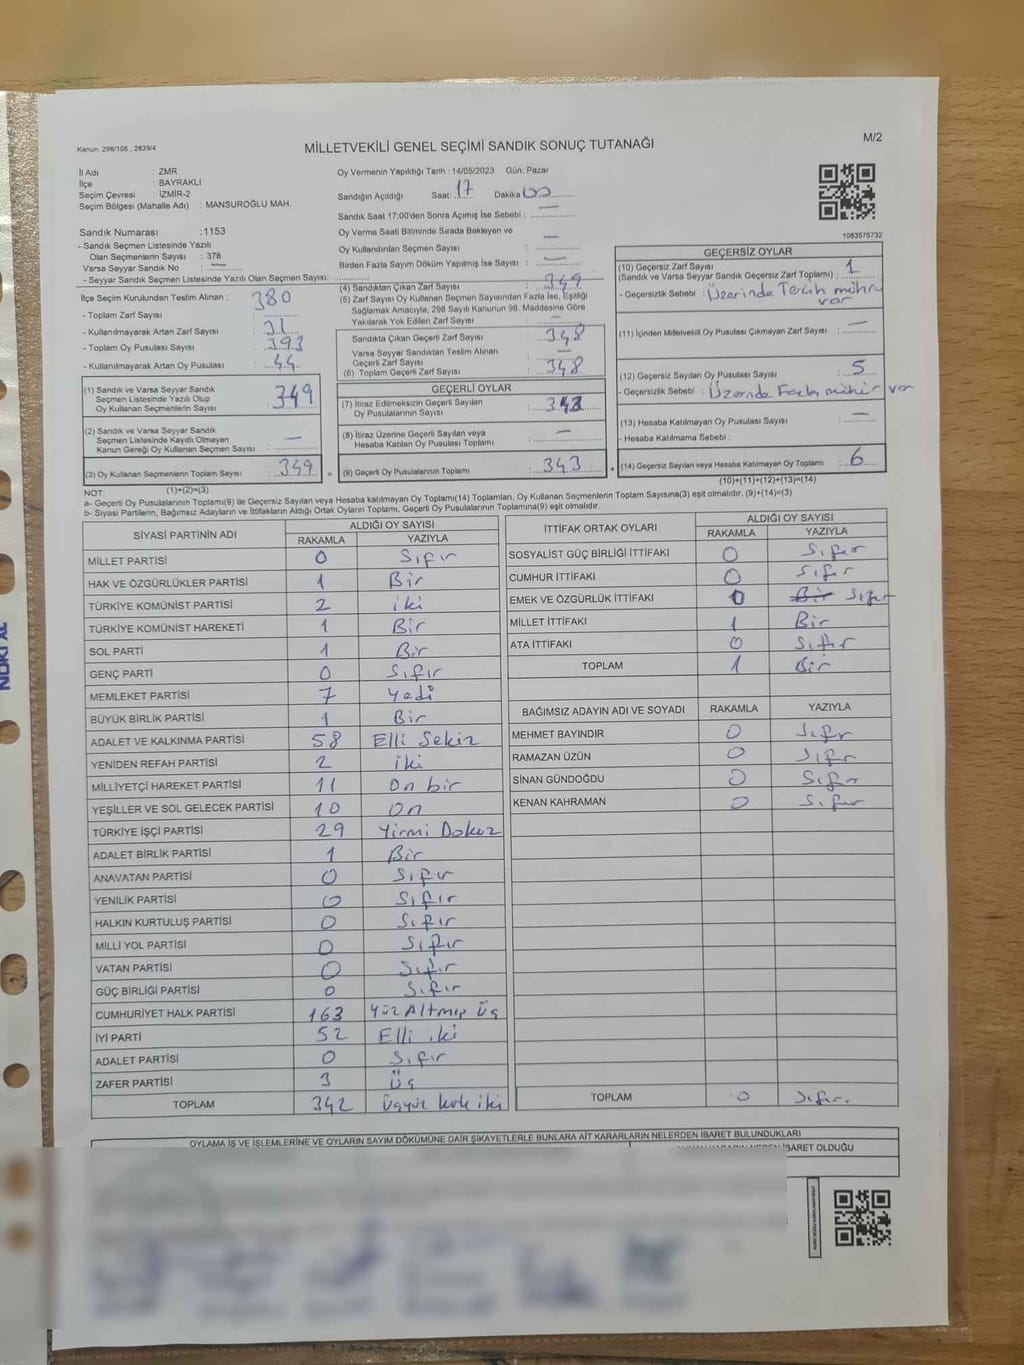 Kanun: 298/105 , 2839/4
MİLLETVEKİLİ GENEL SEÇİMİ SANDIK SONUÇ TUTANAĞI
M/2
İl Adı : ZMR
İlçe : BAYRAKLI
Seçim Çevresi : İZMİR-2
Seçim Bölgesi (Mahalle Adı) : MANSUROĞLU MAH.
Sandık Numarası : 1153
- Sandık Seçmen Listesinde Yazılı
Olan Seçmenlerin Sayısı : 378
Varsa Seyyar Sandık No : —
- Seyyar Sandık Seçmen Listesinde Yazılı Olan Seçmen Sayısı:
Oy Vermenin Yapıldığı Tarih : 14/05/2023 Gün: Pazar
Sandığın Açıldığı Saat: 17 Dakika 00
Sandık Saat 17:00'den Sonra Açımış İse Sebebi : —
Oy Verme Saati Bitiminde Sırada Bekleyen ve
Oy Kullandırılan Seçmen Sayısı : —
Birden Fazla Sayım Döküm Yapılmış İse Sayısı : —
1083575732
İlçe Seçim Kurulundan Teslim Alınan :
- Toplam Zarf Sayısı : 380
- Kullanılmayarak Artan Zarf Sayısı : 31
- Toplam Oy Pusulası Sayısı : 393
- Kullanılmayarak Artan Oy Pusulası : 44
(1) Sandık ve Varsa Seyyar Sandık
Seçmen Listesinde Yazılı Olup
Oy Kullanan Seçmenlerin Sayısı : 349
(2) Sandık ve Varsa Seyyar Sandık
Seçmen Listesinde Kayıtlı Olmayan
Kanun Gereği Oy Kullanan Seçmen Sayısı : —
(3) Oy Kullanan Seçmenlerin Toplam Sayısı : 349
(1)+(2)=(3)
(4) Sandıktan Çıkan Zarf Sayısı : 349
(5) Zarf Sayısı Oy Kullanan Seçmen Sayısından Fazla İse, Eşitliği
Sağlamak Amacıyla, 298 Sayılı Kanunun 98. Maddesine Göre
Yakılarak Yok Edilen Zarf Sayısı : —
Sandıkta Çıkan Geçerli Zarf Sayısı : 348
Varsa Seyyar Sandıktan Teslim Alınan
Geçerli Zarf Sayısı : —
(6) Toplam Geçerli Zarf Sayısı : 348
GEÇERLİ OYLAR
(7) İtiraz Edilmeksizin Geçerli Sayılan
Oy Pusulalarının Sayısı : 343
(8) İtiraz Üzerine Geçerli Sayılan veya
Hesaba Katılan Oy Pusulası Toplamı : —
= (9) Geçerli Oy Pusulalarının Toplamı : 343 +
GEÇERSİZ OYLAR
(10) Geçersiz Zarf Sayısı
(Sandık ve Varsa Seyyar Sandık Geçersiz Zarf Toplamı) : 1
- Geçersizlik Sebebi : Üzerinde Tercih mührü
var
(11) İçinden Milletvekili Oy Pusulası Çıkmayan Zarf Sayısı : —
(12) Geçersiz Sayılan Oy Pusulası Sayısı : 5
- Geçersizlik Sebebi : Üzerinde Fazla mühür var
(13) Hesaba Katılmayan Oy Pusulası Sayısı : —
- Hesaba Katılmama Sebebi :
(14) Geçersiz Sayılan veya Hesaba Katılmayan Oy Toplamı : 6
(10)+(11)+(12)+(13)=(14)
NOT:
a- Geçerli Oy Pusulalarının Toplamı(9) ile Geçersiz Sayılan veya Hesaba katılmayan Oy Toplamı(14) Toplamları, Oy Kullanan Seçmenlerin Toplam Sayısına(3) eşit olmalıdır. (9)+(14)=(3)
b- Siyasi Partilerin, Bağımsız Adayların ve İttifakların Aldığı Ortak Oyların Toplamı, Geçerli Oy Pusulalarının Toplamına(9) eşit olmalıdır.
SİYASİ PARTİNİN ADI ALDIĞI OY SAYISI
RAKAMLA YAZIYLA
MİLLET PARTİSİ 0 Sıfır
HAK VE ÖZGÜRLÜKLER PARTİSİ 1 Bir
TÜRKİYE KOMÜNİST PARTİSİ 2 iki
TÜRKİYE KOMÜNİST HAREKETİ 1 Bir
SOL PARTİ 1 Bir
GENÇ PARTİ 0 Sıfır
MEMLEKET PARTİSİ 7 Yedi
BÜYÜK BİRLİK PARTİSİ 1 Bir
ADALET VE KALKINMA PARTİSİ 58 Elli Sekiz
YENİDEN REFAH PARTİSİ 2 iki
MİLLİYETÇİ HAREKET PARTİSİ 11 On bir
YEŞİLLER VE SOL GELECEK PARTİSİ 10 On
TÜRKİYE İŞÇİ PARTİSİ 29 Yirmi Dokuz
ADALET BİRLİK PARTİSİ 1 Bir
ANAVATAN PARTİSİ 0 Sıfır
YENİLİK PARTİSİ 0 Sıfır
HALKIN KURTULUŞ PARTİSİ 0 Sıfır
MİLLİ YOL PARTİSİ 0 Sıfır
VATAN PARTİSİ 0 Sıfır
GÜÇ BİRLİĞİ PARTİSİ 0 Sıfır
CUMHURİYET HALK PARTİSİ 163 Yüz Altmış Üç
İYİ PARTİ 52 Elli iki
ADALET PARTİSİ 0 Sıfır
ZAFER PARTİSİ 3 Üç
TOPLAM 342 Üçyüz kırk iki
İTTİFAK ORTAK OYLARI ALDIĞI OY SAYISI
RAKAMLA YAZIYLA
SOSYALİST GÜÇ BİRLİĞİ İTTİFAKI 0 Sıfır
CUMHUR İTTİFAKI 0 Sıfır
EMEK VE ÖZGÜRLÜK İTTİFAKI 0 Bir Sıfır
MİLLET İTTİFAKI 1 Bir
ATA İTTİFAKI 0 Sıfır
TOPLAM 1 Bir
BAĞIMSIZ ADAYIN ADI VE SOYADI RAKAMLA YAZIYLA
MEHMET BAYINDIR 0 Sıfır
RAMAZAN ÜZÜN 0 Sıfır
SİNAN GÜNDOĞDU 0 Sıfır
KENAN KAHRAMAN 0 Sıfır
TOPLAM 0 Sıfır.
OYLAMA İŞ VE İŞLEMLERİNE VE OYLARIN SAYIM DÖKÜMÜNE DAİR ŞİKAYETLERLE BUNLARA AİT KARARLARIN NELERDEN İBARET BULUNDUKLARI
İBARET OLDUĞU